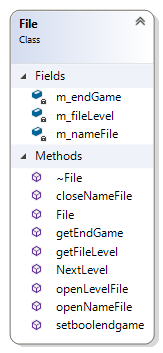 File
Class
Fields
m_endGame
m_fileLevel
m_nameFile
Methods
~File
closeNameFile
File
getEndGame
getFileLevel
NextLevel
openLevelFile
openNameFile
setboolendgame